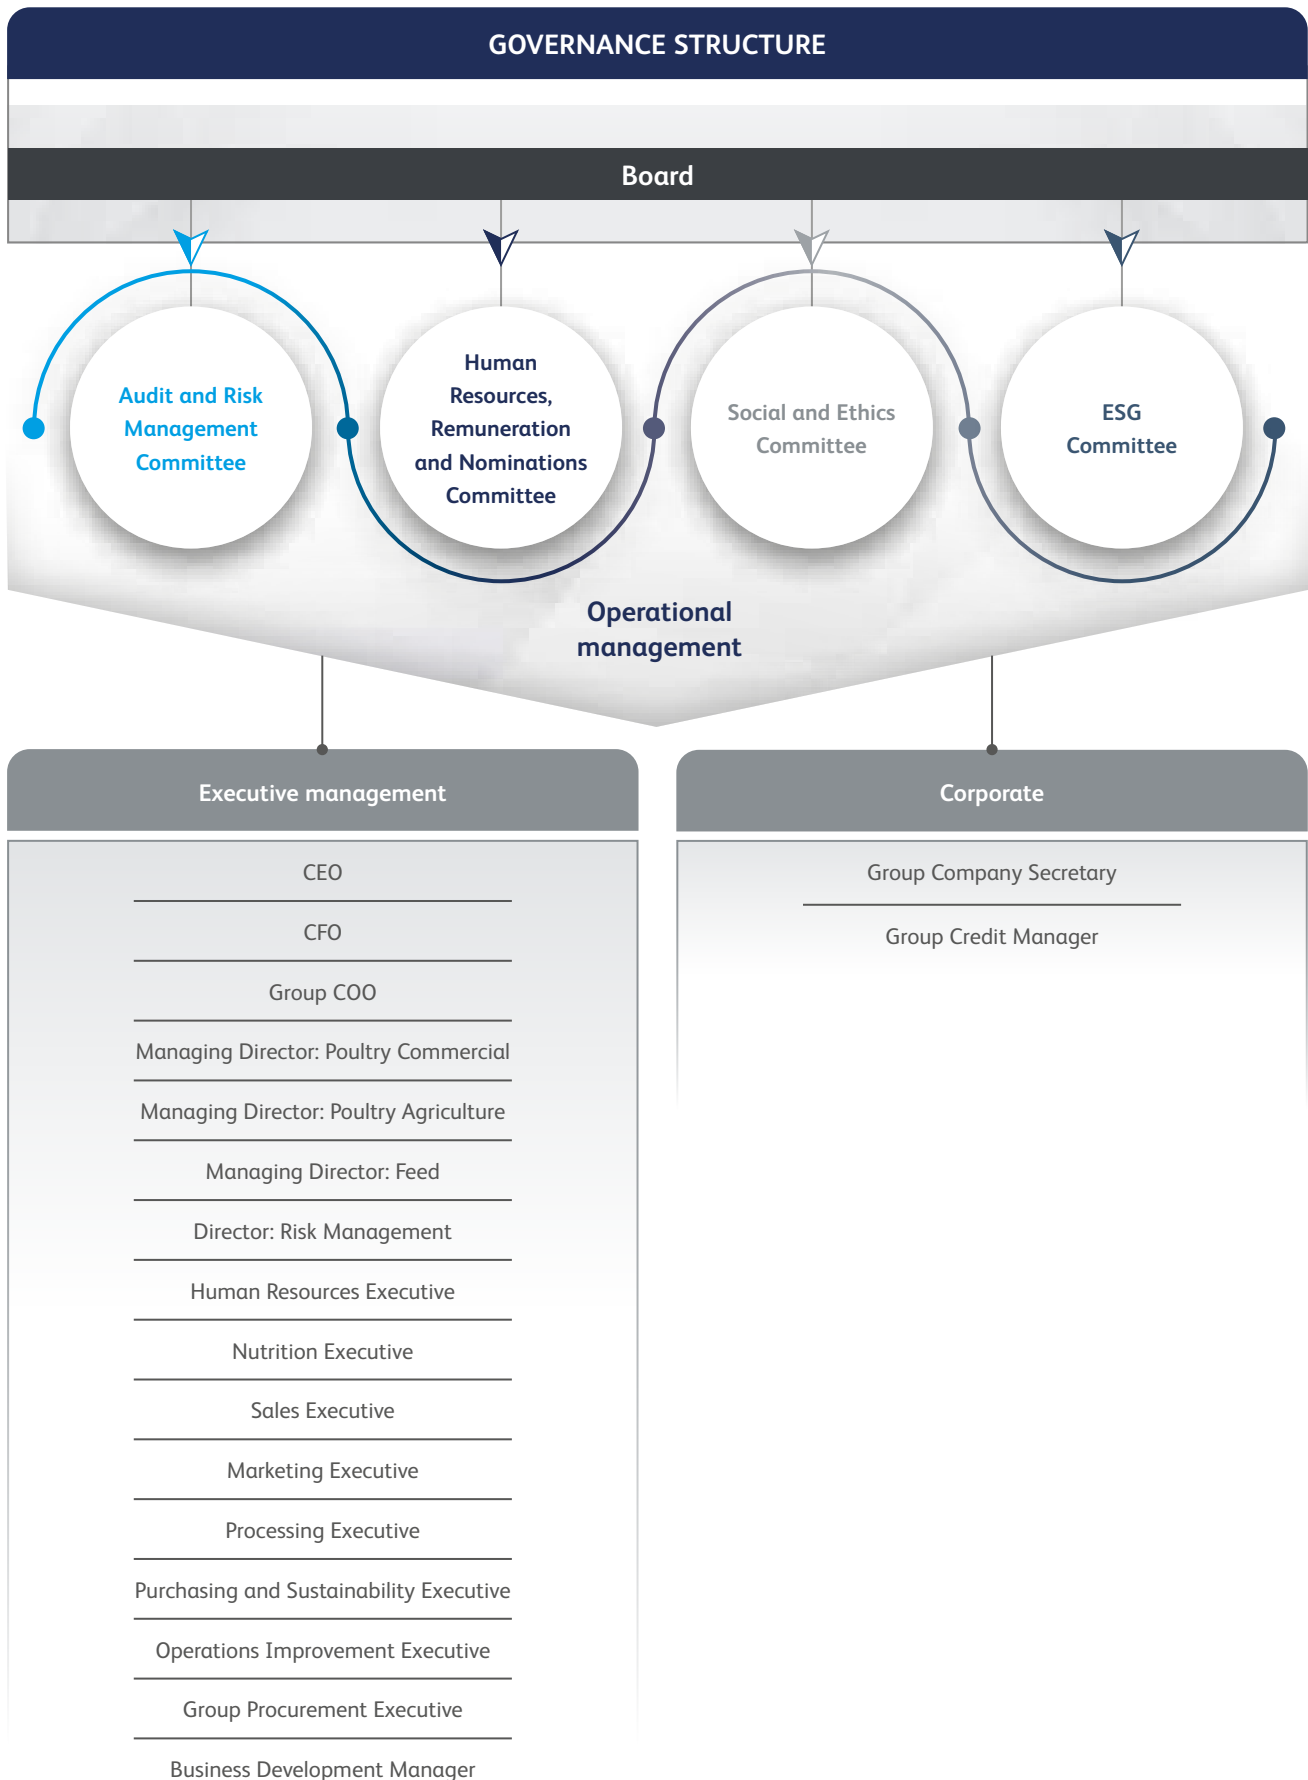 GOVERNANCE STRUCTURE
Board
Audit and Risk
Management
Committee
Human
Resources,
Remuneration
and Nominations
Committee
Social and Ethics
Committee
ESG
Committee
Operational
management
Executive management
CEO
CFO
Group COO
Managing Director: Poultry Commercial
Managing Director: Poultry Agriculture
Managing Director: Feed
Director: Risk Management
Human Resources Executive
Nutrition Executive
Sales Executive
Marketing Executive
Processing Executive
Purchasing and Sustainability Executive
Operations Improvement Executive
Group Procurement Executive
Business Development Manager
Corporate
Group Company Secretary
Group Credit Manager